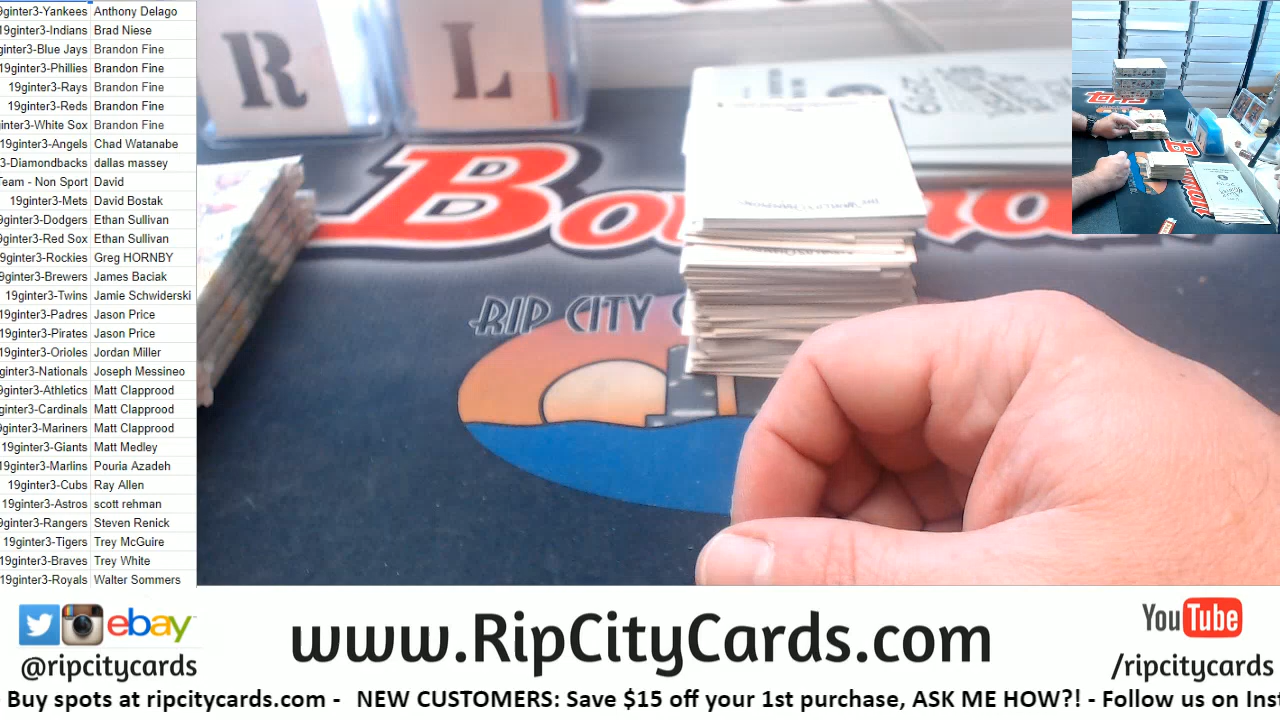 9ginter3-Yankees Anthony Delago
19ginter3-Indians Brad Niese
ginter3-Blue Jays Brandon Fine
19ginter3-Phillies Brandon Fine
19ginter3-Rays Brandon Fine
19ginter3-Reds Brandon Fine
ginter3-White Sox Brandon Fine
19ginter3-Angels Chad Watanabe
3-Diamondbacks dallas massey
Team - Non Sport David
19ginter3-Mets David Bostak
9ginter3-Dodgers Ethan Sullivan
9ginter3-Red Sox Ethan Sullivan
9ginter3-Rockies Greg HORNBY
9ginter3-Brewers James Baciak
19ginter3-Twins Jamie Schwiderski
19ginter3-Padres Jason Price
19ginter3-Pirates Jason Price
19ginter3-Orioles Jordan Miller
ginter3-Nationals Joseph Messineo
9ginter3-Athletics Matt Clapprood
ginter3-Cardinals Matt Clapprood
ginter3-Mariners Matt Clapprood
19ginter3-Giants Matt Medley
19ginter3-Marlins Pouria Azadeh
19ginter3-Cubs Ray Allen
19ginter3-Astros scott rehman
9ginter3-Rangers Steven Renick
19ginter3-Tigers Trey McGuire
19ginter3-Braves Trey White
19ginter3-Royals Walter Sommers
R L
Bow
RIP CITY C
Topps
ebay
@ripcitycards
www.RipCityCards.com
YouTube
/ripcitycards
- Buy spots at ripcitycards.com - NEW CUSTOMERS: Save $15 off your 1st purchase, ASK ME HOW?! - Follow us on Inst